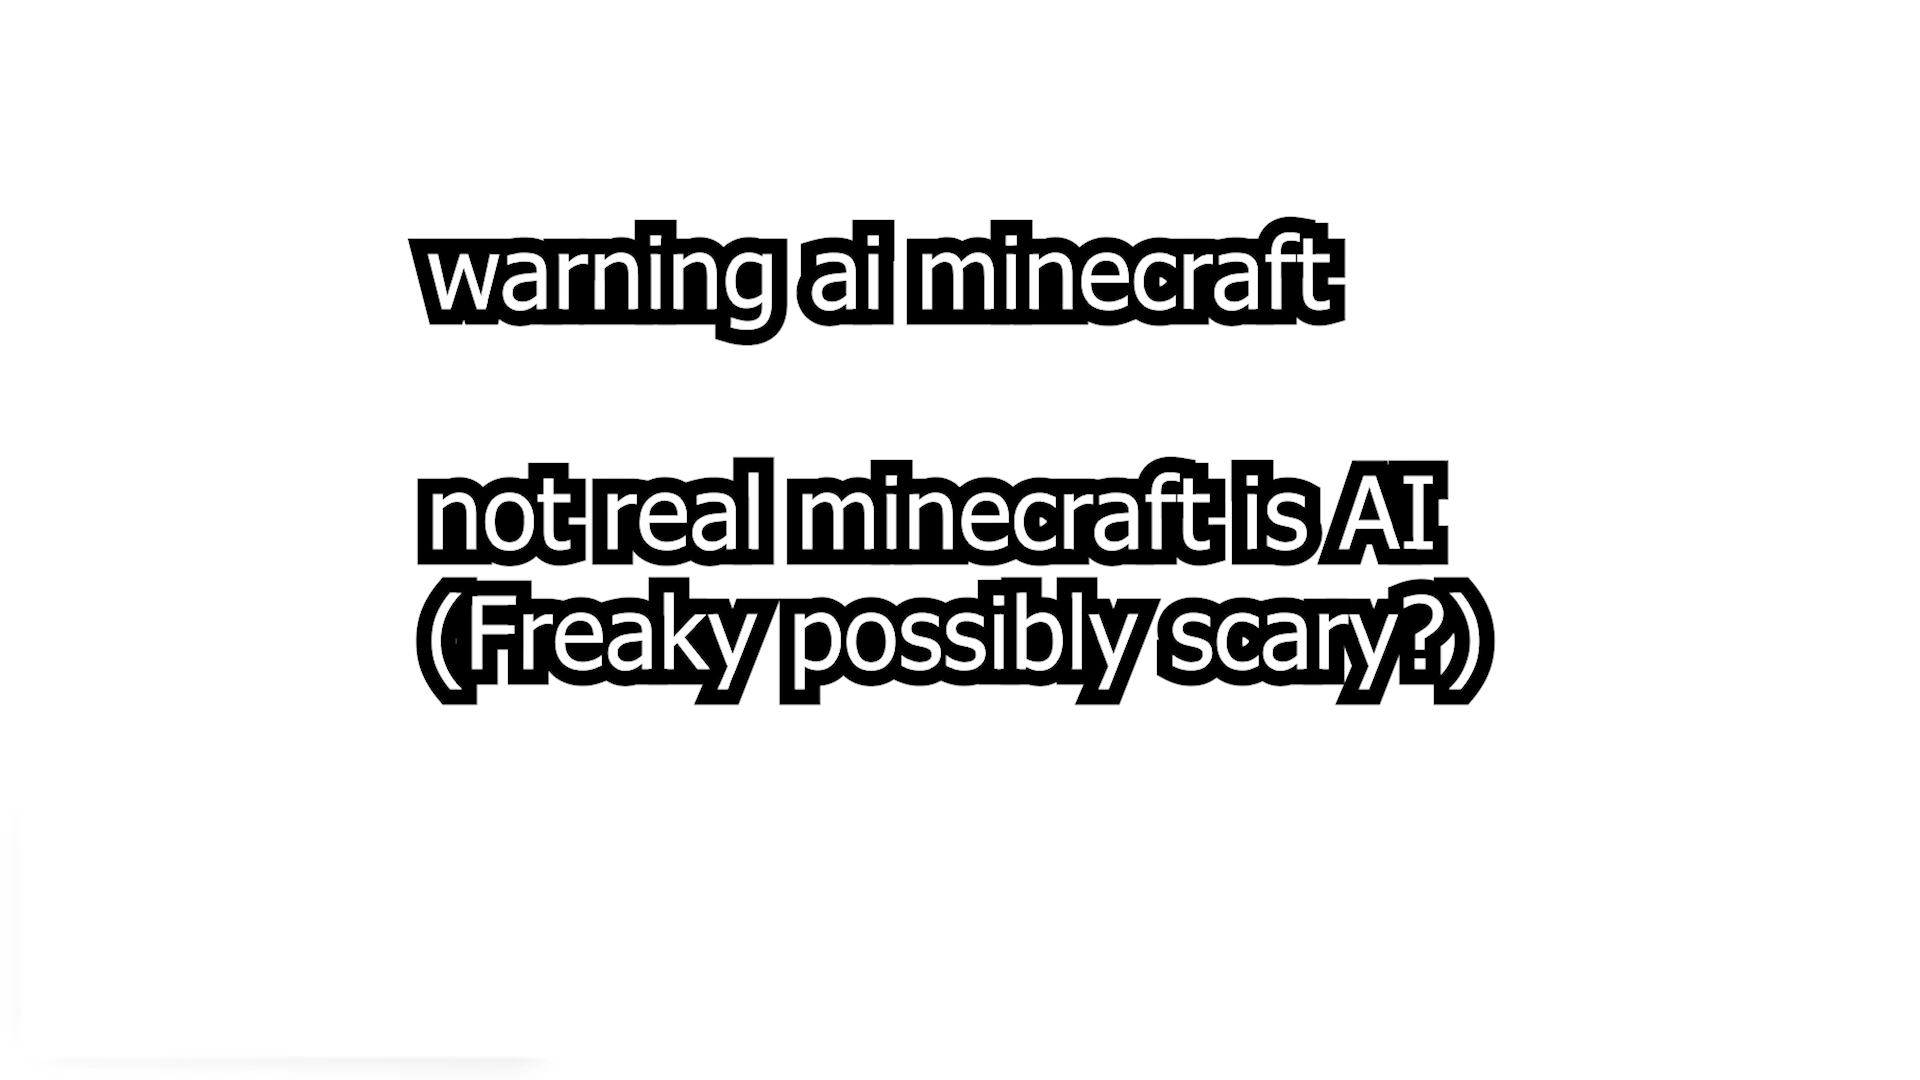 warning ai minecraft
not real minecraft is AI
(Freaky possibly scary?)